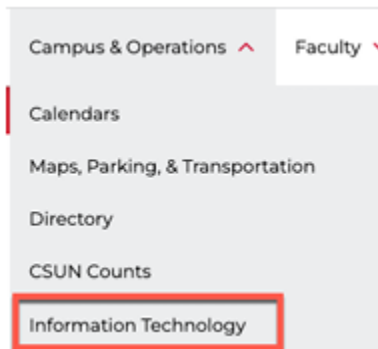 Campus & Operations Faculty
Calendars
Maps, Parking, & Transportation
Directory
CSUN Counts
Information Technology